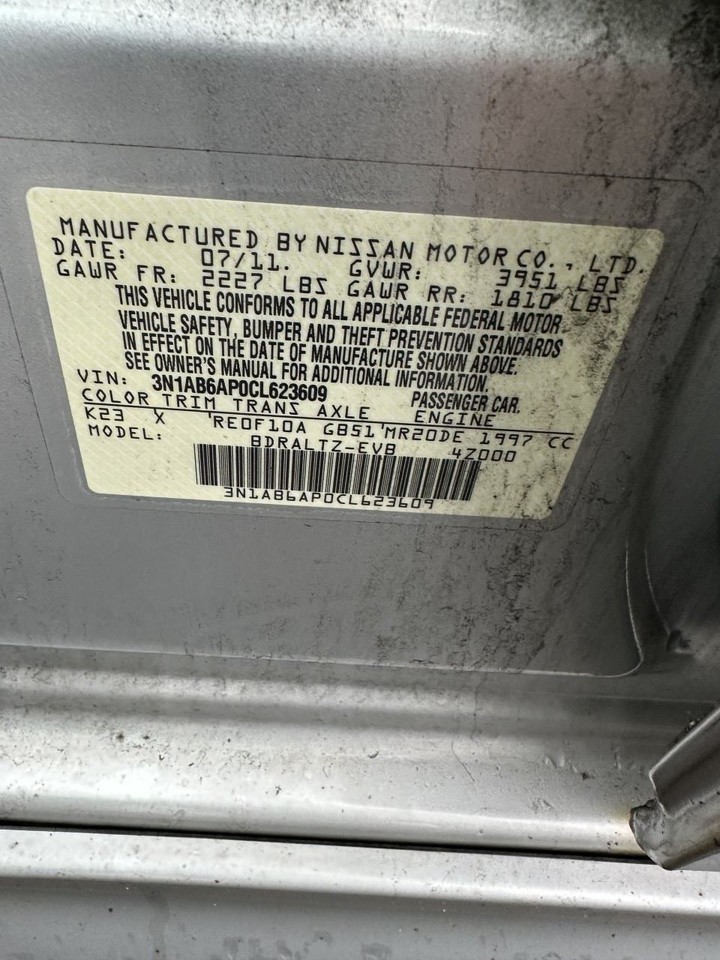 MANUFACTURED BY NISSAN MOTOR CO., LTD.
DATE: 07/11. GVWR: 3951 LBS
GAWR FR: 2227 LBS GAWR RR: 1810 LBS
THIS VEHICLE CONFORMS TO ALL APPLICABLE FEDERAL MOTOR
VEHICLE SAFETY, BUMPER AND THEFT PREVENTION STANDARDS
IN EFFECT ON THE DATE OF MANUFACTURE SHOWN ABOVE.
SEE OWNER'S MANUAL FOR ADDITIONAL INFORMATION.
VIN: 3N1AB6AP0CL623609 PASSENGER CAR.
COLOR TRIM TRANS AXLE ENGINE
K23 X RE0F10A GB51 MR20DE 1997 CC
MODEL: BDRALTZ-EVB 4Z000
3N1AB6AP0CL623609